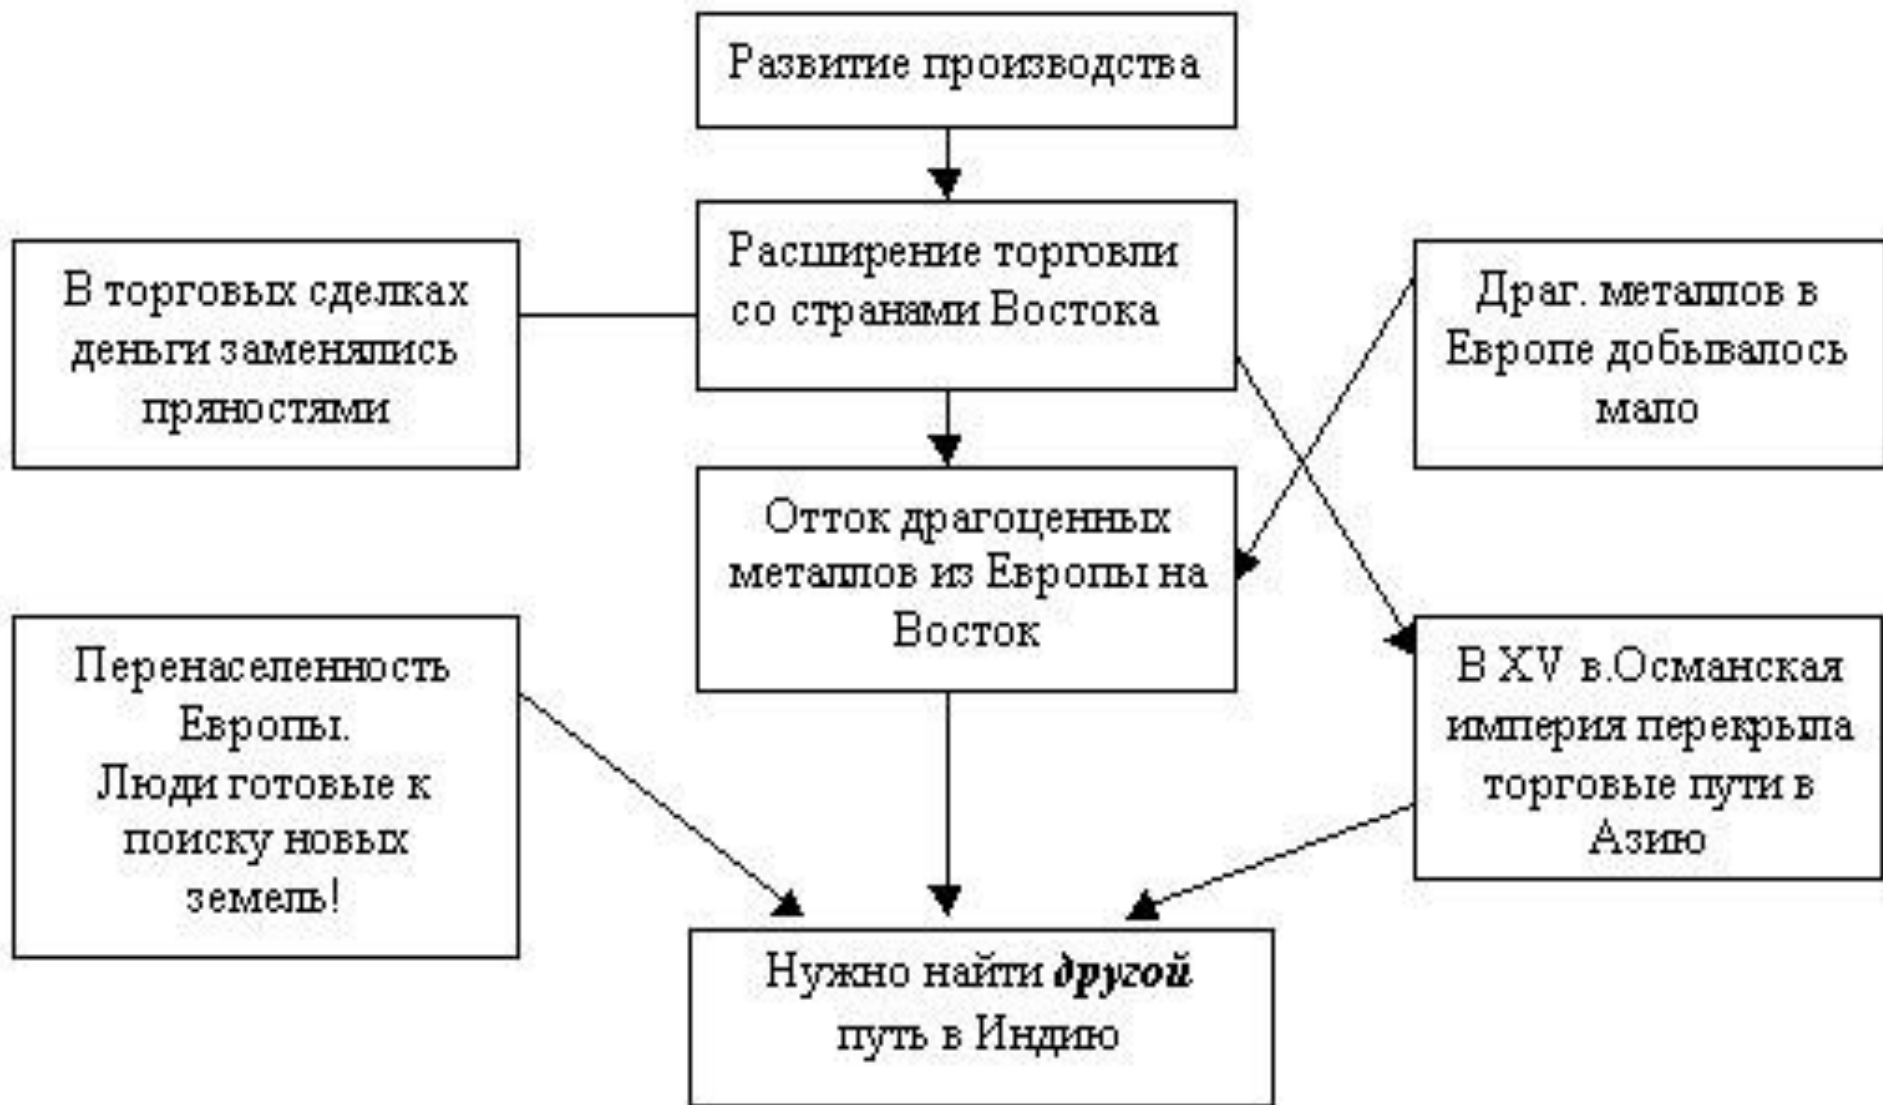 Развитие производства
Расширение торговли
со странами Востока
В торговых сделках
деньги заменялись
пряностями
Драг. металлов в
Европе добывалось
мало
Отток драгоценных
металлов из Европы на
Восток
Перенаселенность
Европы.
Люди готовые к
поиску новых
земель!
В XV в.Османская
империя перекрыла
торговые пути в
Азию
Нужно найти другой
путь в Индию